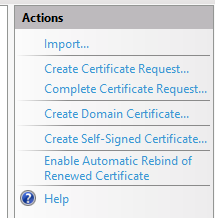 Actions
Import...
Create Certificate Request...
Complete Certificate Request...
Create Domain Certificate...
Create Self-Signed Certificate...
Enable Automatic Rebind of
Renewed Certificate
Help